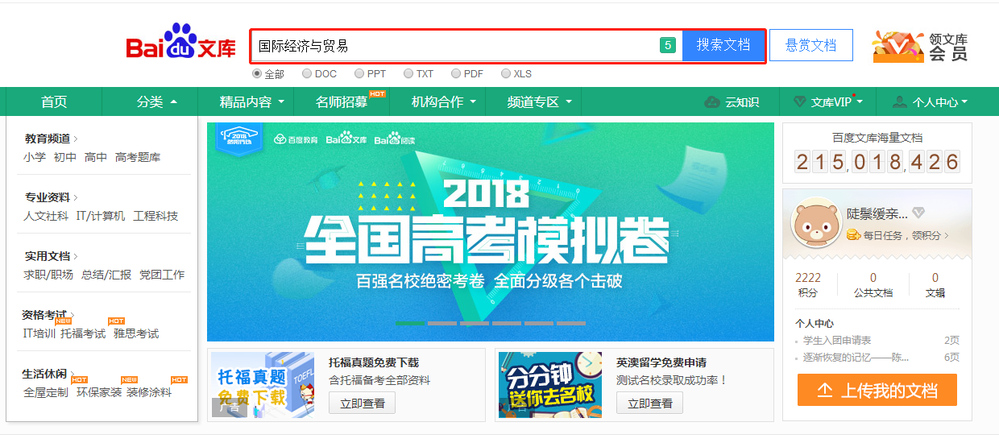 Bai du 文库
国际经济与贸易 5 搜索文档 悬赏文档
领文库
会 员
全部 DOC PPT TXT PDF XLS
首页 分类 精品内容 名师招募 HOT 机构合作 频道专区 云知识 文库VIP 个人中心
教育频道
小学 初中 高中 高考题库
专业资料
人文社科 IT/计算机 工程科技
实用文档
求职/职场 总结/汇报 党团工作
资格考试
NEW HOT
IT培训 托福考试 雅思考试
生活休闲
HOT NEW HOT
全屋定制 环保家装 装修涂料
2018
百度教育 Bai du 文库 Bai du 阅读
2018
全国高考模拟卷
百强名校绝密考卷 全面分级各个击破
托福真题
免费下载
TOEFL
广告
托福真题免费下载
含托福备考全部资料
立即查看
分分钟
送你去名校
广告
英澳留学免费申请
测试名校录取成功率！
立即查看
百度文库海量文档
215,018,426
陡鬃缓亲...
每日任务，领积分
2222 0 0
积分 公共文档 文辑
个人中心
学生入团申请表 2页
逐渐恢复的记忆——陈... 6页
上传我的文档